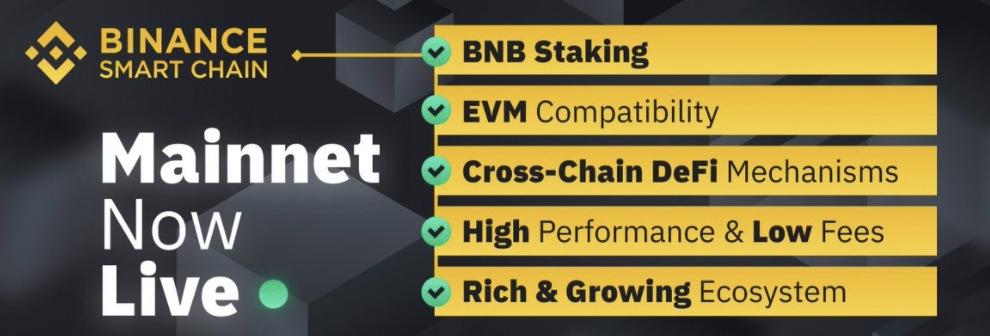 BINANCE
SMART CHAIN
Mainnet
Now
Live
BNB Staking
EVM Compatibility
Cross-Chain DeFi Mechanisms
High Performance & Low Fees
Rich & Growing Ecosystem